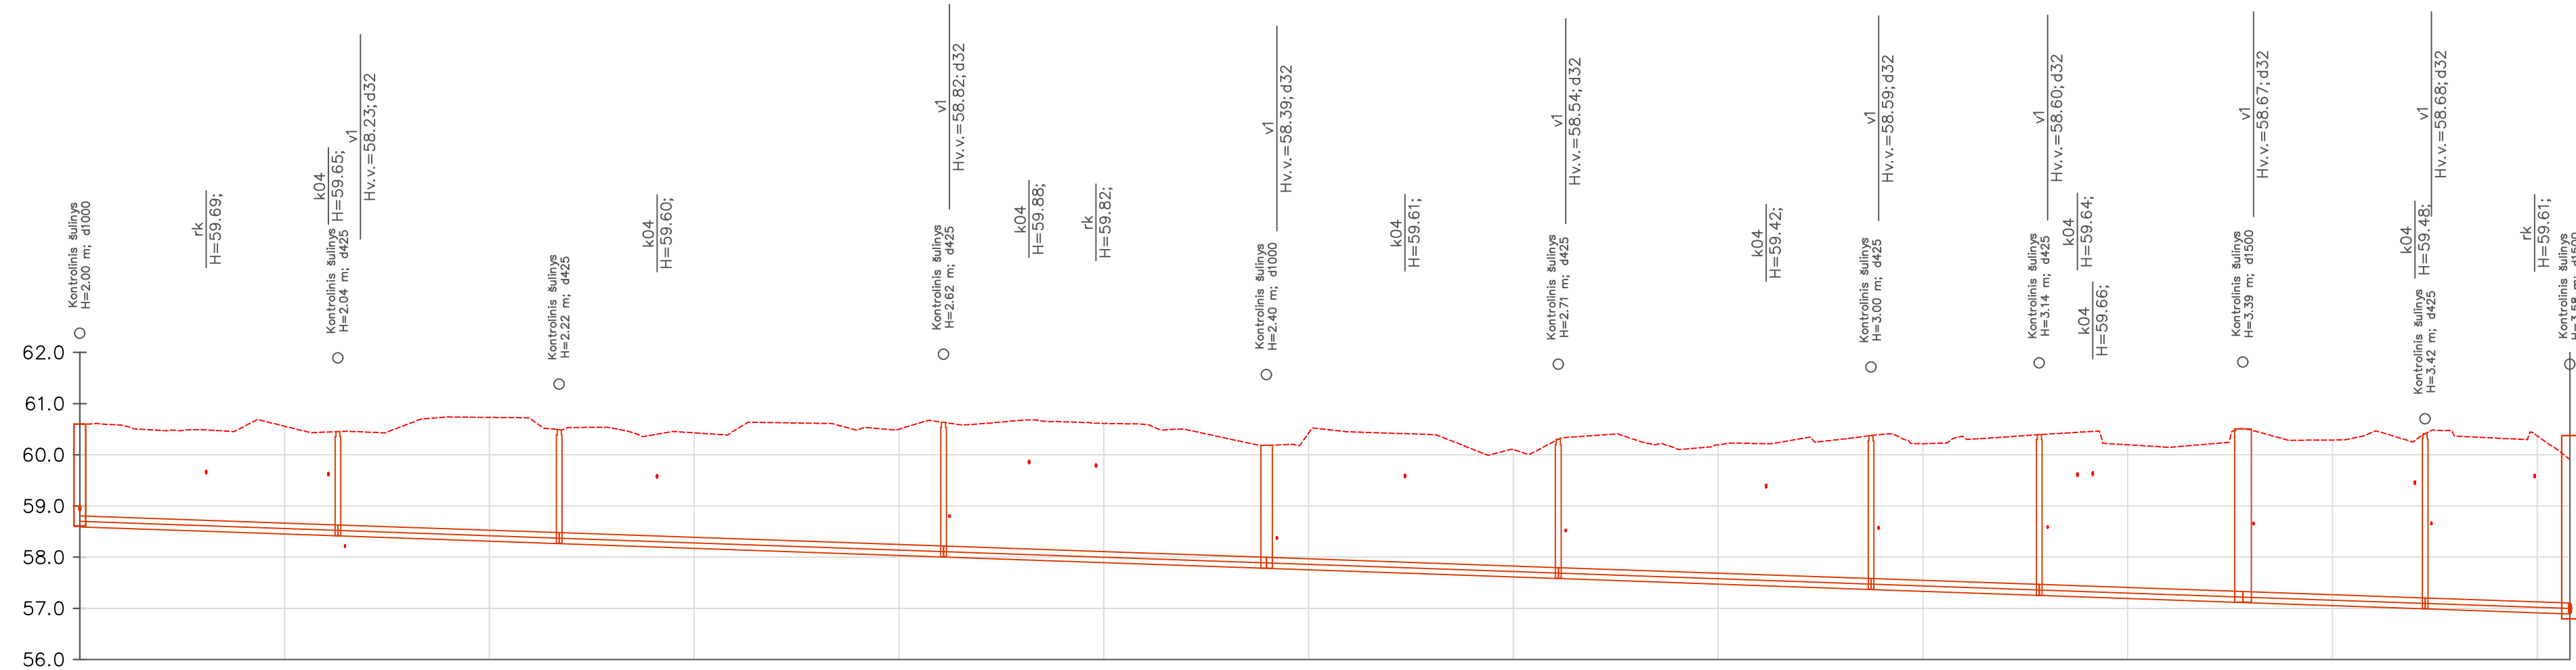 Kontrolinis šulinys
H=2.00 m; d1000
rk
H=59.69;
k04
H=59.65;
Kontrolinis šulinys
H=2.04 m; d425
v1
Hv.v.=58.23; d32
Kontrolinis šulinys
H=2.22 m; d425
k04
H=59.60;
v1
Hv.v.=58.82; d32
Kontrolinis šulinys
H=2.62 m; d425
k04
H=59.88;
rk
H=59.82;
v1
Hv.v.=58.39; d32
Kontrolinis šulinys
H=2.40 m; d1000
k04
H=59.61;
v1
Hv.v.=58.54; d32
Kontrolinis šulinys
H=2.71 m; d425
k04
H=59.42;
v1
Hv.v.=58.59; d32
Kontrolinis šulinys
H=3.00 m; d425
v1
Hv.v.=58.60; d32
Kontrolinis šulinys
H=3.14 m; d425
k04
H=59.64;
k04
H=59.66;
v1
Hv.v.=58.67; d32
Kontrolinis šulinys
H=3.39 m; d1500
v1
Hv.v.=58.68; d32
k04
H=59.48;
Kontrolinis šulinys
H=3.42 m; d425
rk
H=59.61;
Kontrolinis šulinys
62.0
61.0
60.0
59.0
58.0
57.0
56.0